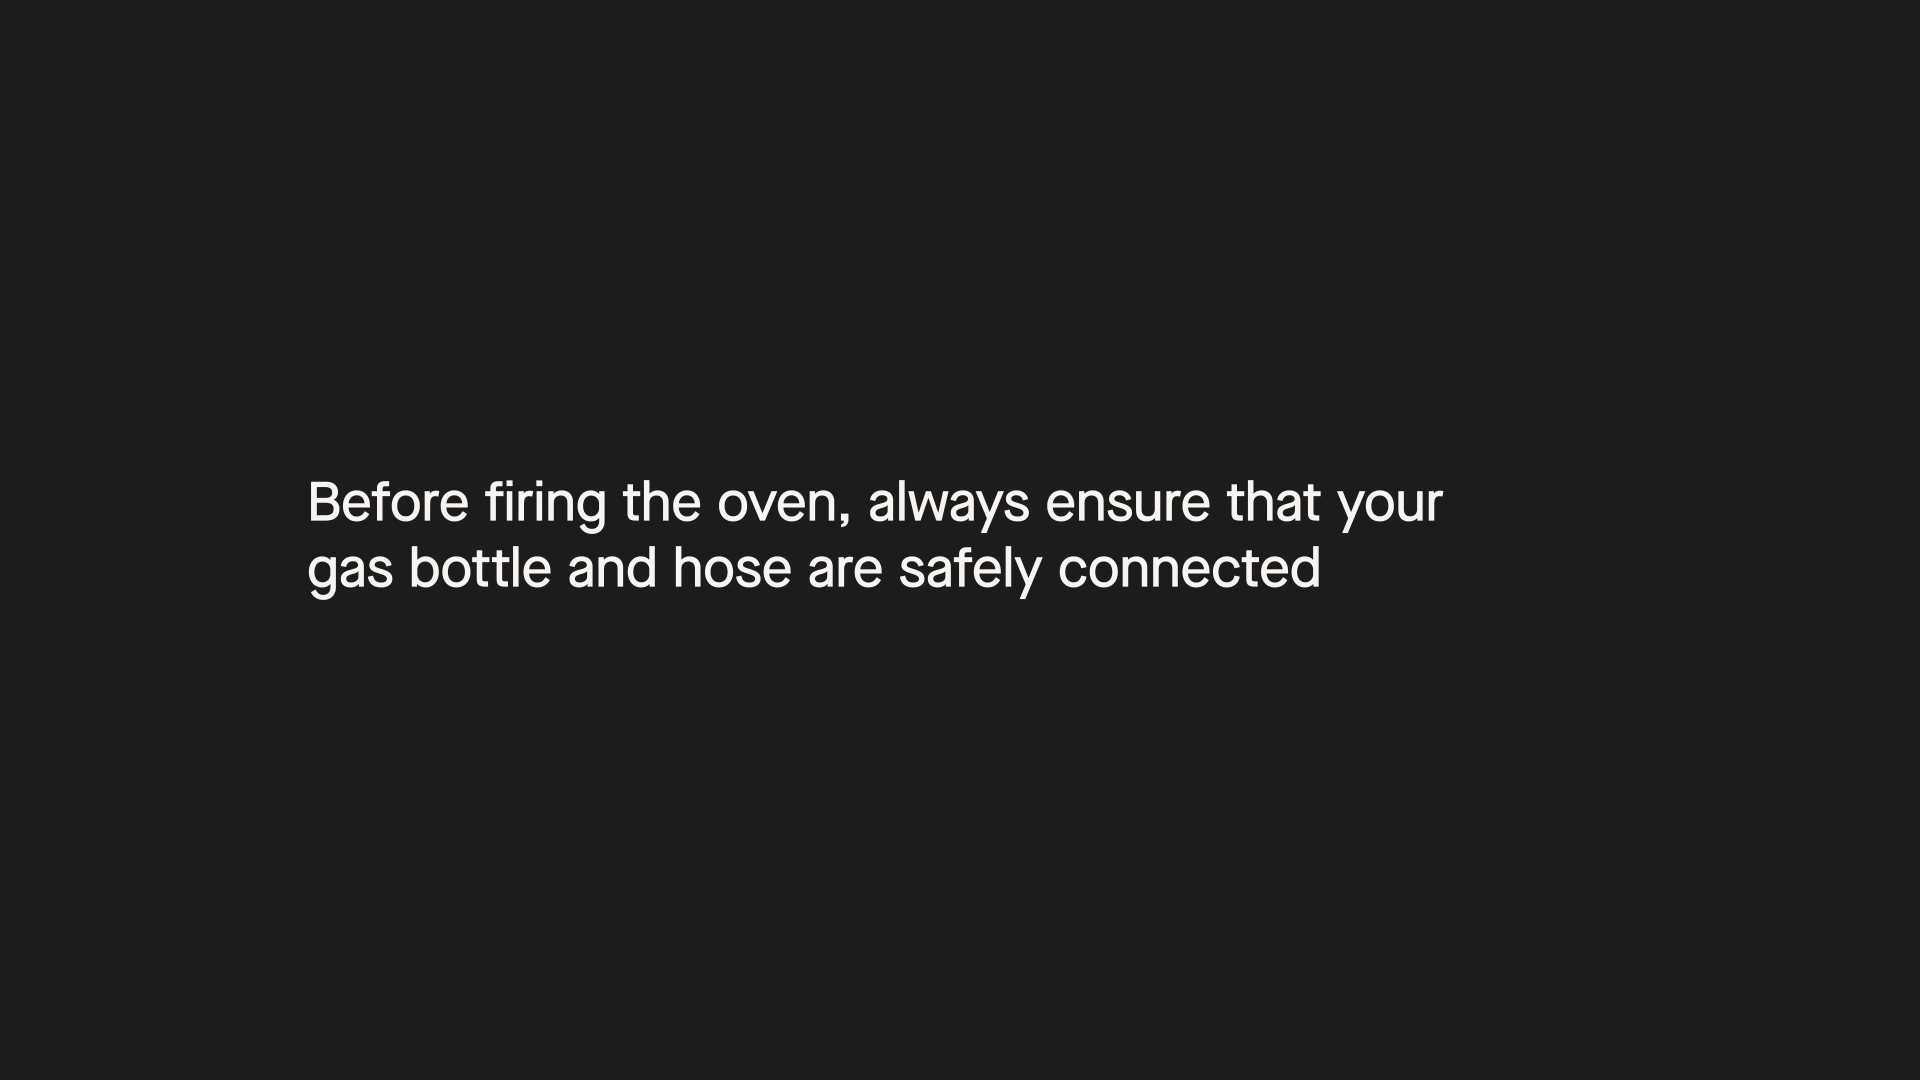 Before firing the oven, always ensure that your
gas bottle and hose are safely connected